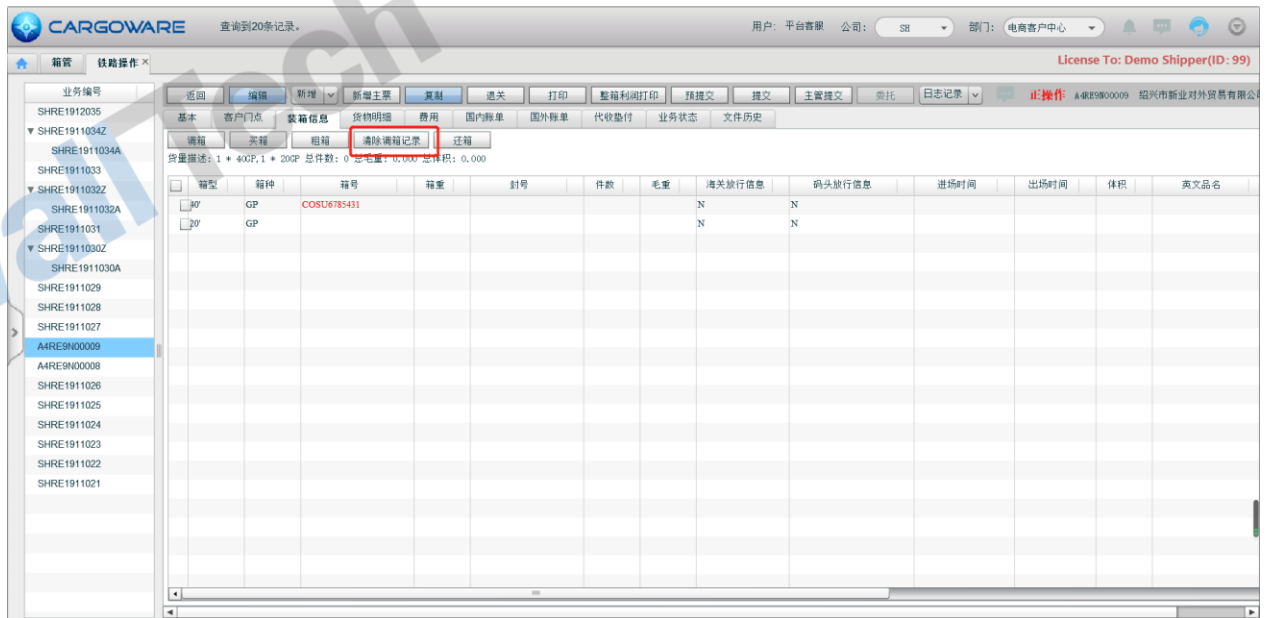 CARGOWARE 查询到20条记录。 用户: 平台客服 公司: SH 部门: 电商客户中心
箱管 铁路操作 × License To: Demo Shipper(ID: 99)
业务编号
SHRE1912035
SHRE1911034Z
SHRE1911034A
SHRE1911033
SHRE1911032Z
SHRE1911032A
SHRE1911031
SHRE1911030Z
SHRE1911030A
SHRE1911029
SHRE1911028
SHRE1911027
A4RE9N00009
A4RE9N00008
SHRE1911026
SHRE1911025
SHRE1911024
SHRE1911023
SHRE1911022
SHRE1911021
返回 编辑 新增 新增主票 复制 退关 打印 整箱利润打印 预提交 提交 主管提交 委托 日志记录 正操作 A4RE9N00009 绍兴市新业对外贸易有限公
基本 客户门点 装箱信息 货物明细 费用 国内账单 国外账单 代收垫付 业务状态 文件历史
请箱 买箱 租箱 清除请箱记录 还箱
货量描述: 1 * 40GP,1 * 20GP 总件数: 0 总毛重: 0.000 总体积: 0.000
箱型 箱种 箱号 箱重 封号 件数 毛重 海关放行信息 码头放行信息 进场时间 出场时间 体积 英文品名
40' GP COSU6785431 N N
20' GP N N